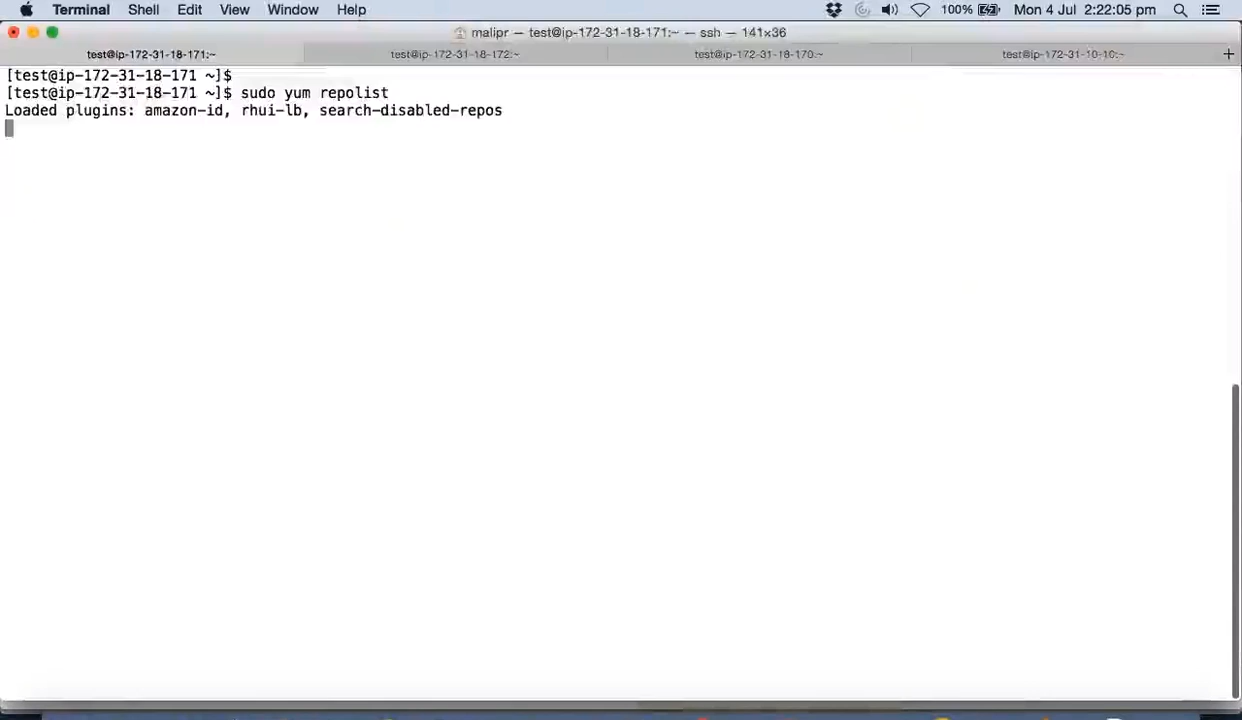 Terminal Shell Edit View Window Help 100% Mon 4 Jul 2:22:05 pm
malipr — test@ip-172-31-18-171:~ — ssh — 141×36
test@ip-172-31-18-171:~ test@ip-172-31-18-172:~ test@ip-172-31-18-170:~ test@ip-172-31-10-10:~ +
[test@ip-172-31-18-171 ~]$
[test@ip-172-31-18-171 ~]$ sudo yum repolist
Loaded plugins: amazon-id, rhui-lb, search-disabled-repos